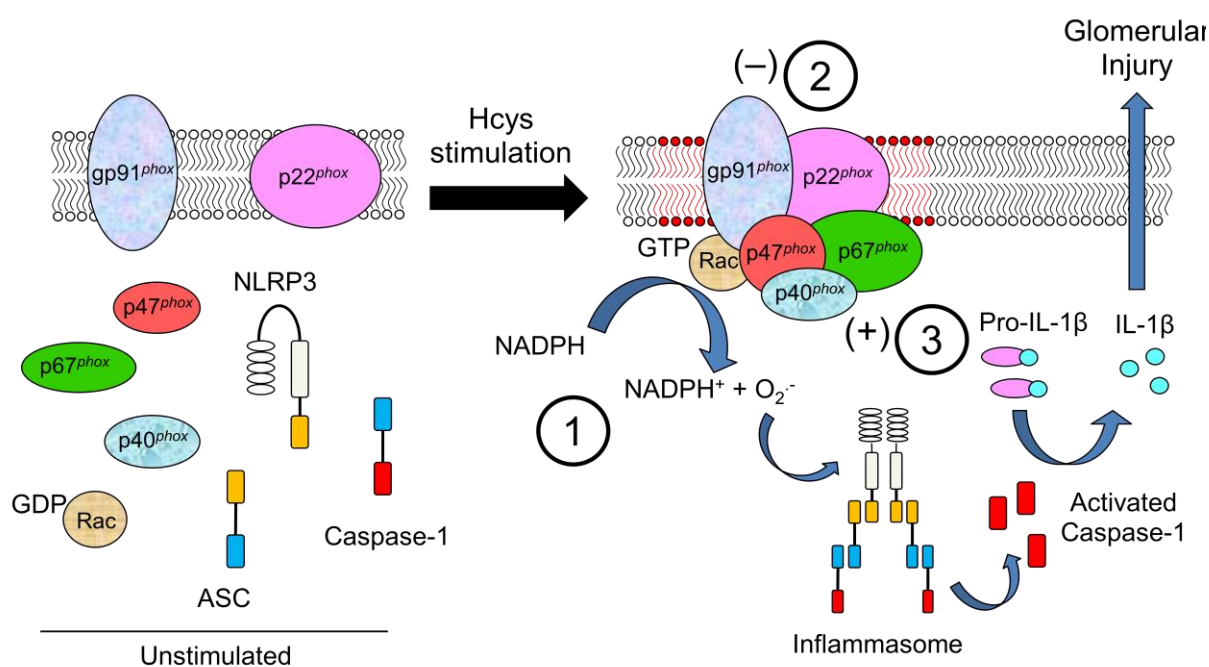 gp91phox
p22phox
p47phox
p67phox
p40phox
GDP
Rac
NLRP3
ASC
Caspase-1
Unstimulated
Hcys
stimulation
(–) 2
gp91phox
p22phox
GTP
Rac
p47phox
p67phox
p40phox
NADPH
1
NADPH+ + O2·-
(+) 3
Pro-IL-1β
IL-1β
Glomerular
Injury
Activated
Caspase-1
Inflammasome